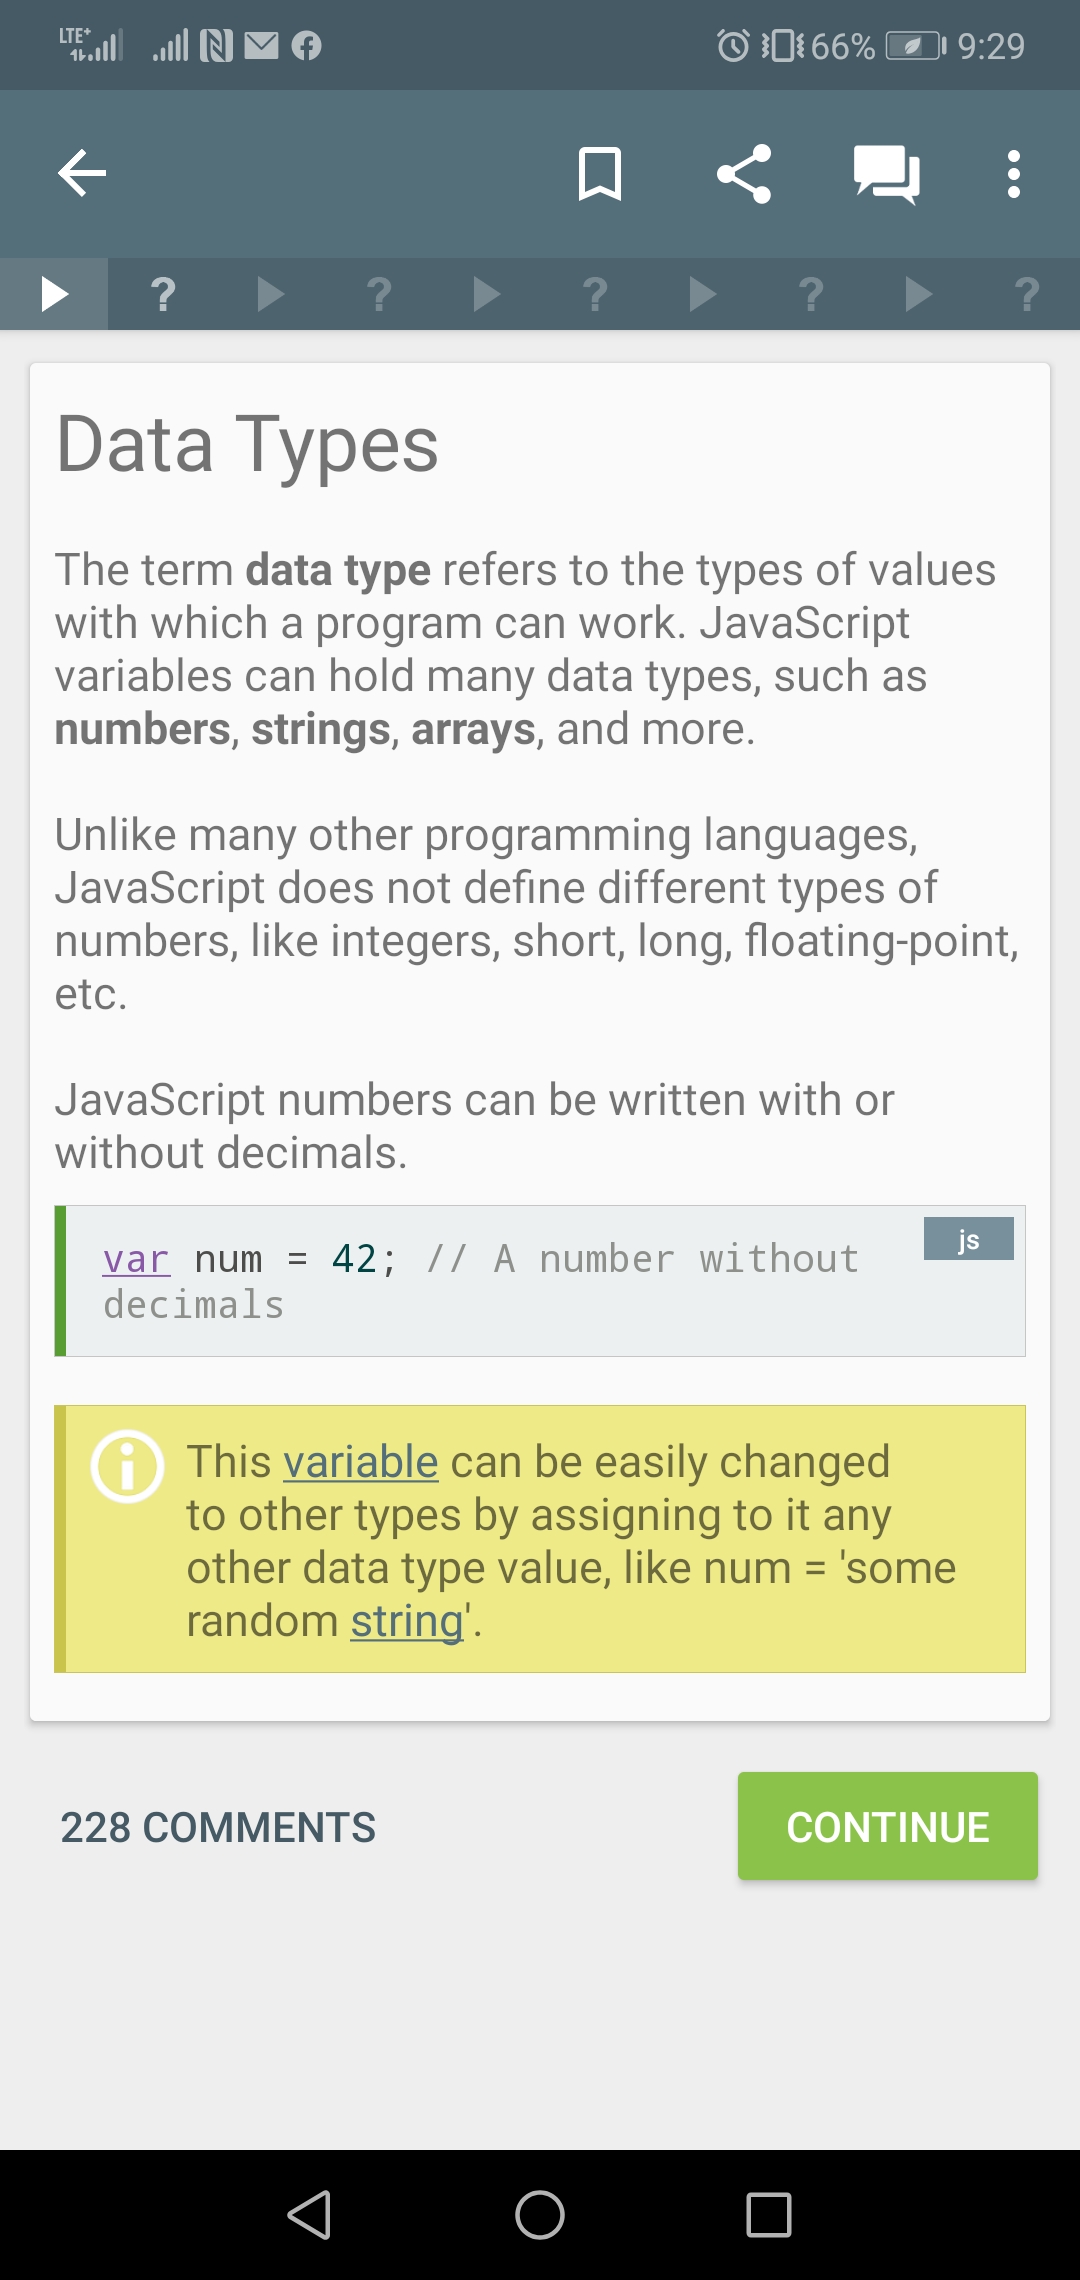 LTE+ 66% 9:29
? ? ? ? ?
Data Types
The term data type refers to the types of values
with which a program can work. JavaScript
variables can hold many data types, such as
numbers, strings, arrays, and more.
Unlike many other programming languages,
JavaScript does not define different types of
numbers, like integers, short, long, floating-point,
etc.
JavaScript numbers can be written with or
without decimals.
js
var num = 42; // A number without
decimals
This variable can be easily changed
to other types by assigning to it any
other data type value, like num = 'some
random string'.
228 COMMENTS
CONTINUE